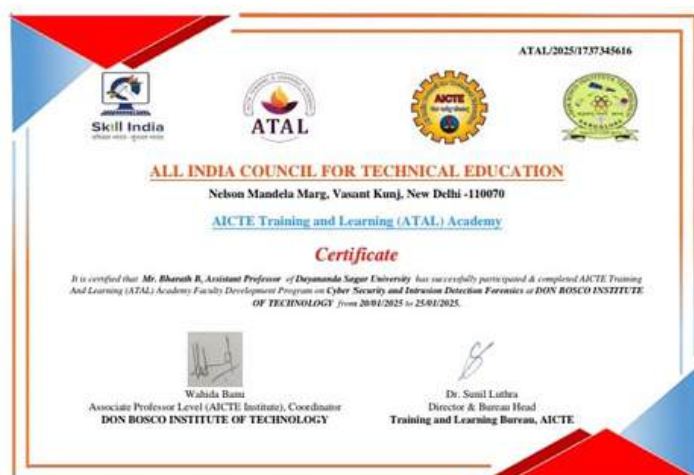 ATAL/2025/1737345616
Skill India
ATAL
AICTE
BANGALORE
ALL INDIA COUNCIL FOR TECHNICAL EDUCATION
Nelson Mandela Marg, Vasant Kunj, New Delhi -110070
AICTE Training and Learning (ATAL) Academy
Certificate
It is certified that Mr. Bharath B, Assistant Professor of Dayananda Sagar University has successfully participated & completed AICTE Training
And Learning (ATAL) Academy Faculty Development Program on Cyber Security and Intrusion Detection Forensics at DON BOSCO INSTITUTE
OF TECHNOLOGY from 20/01/2025 to 25/01/2025.
Wahida Banu
Associate Professor Level (AICTE Institute), Coordinator
DON BOSCO INSTITUTE OF TECHNOLOGY
Dr. Sunil Luthra
Director & Bureau Head
Training and Learning Bureau, AICTE